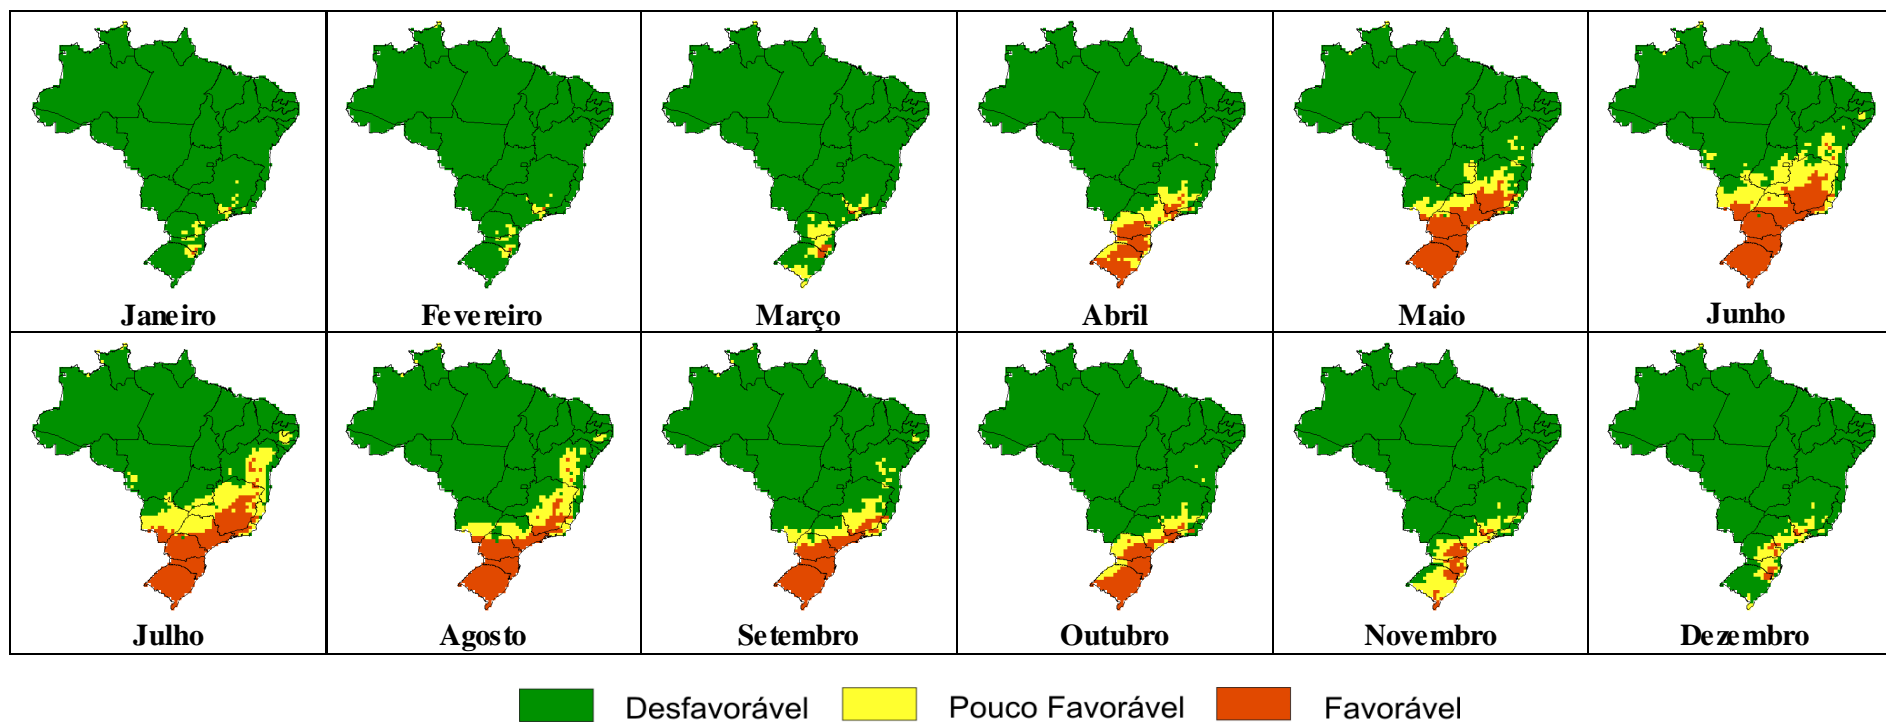 Janeiro
Fevereiro
Março
Abril
Maio
Junho
Julho
Agosto
Setembro
Outubro
Novembro
Dezembro
Desfavorável
Pouco Favorável
Favorável